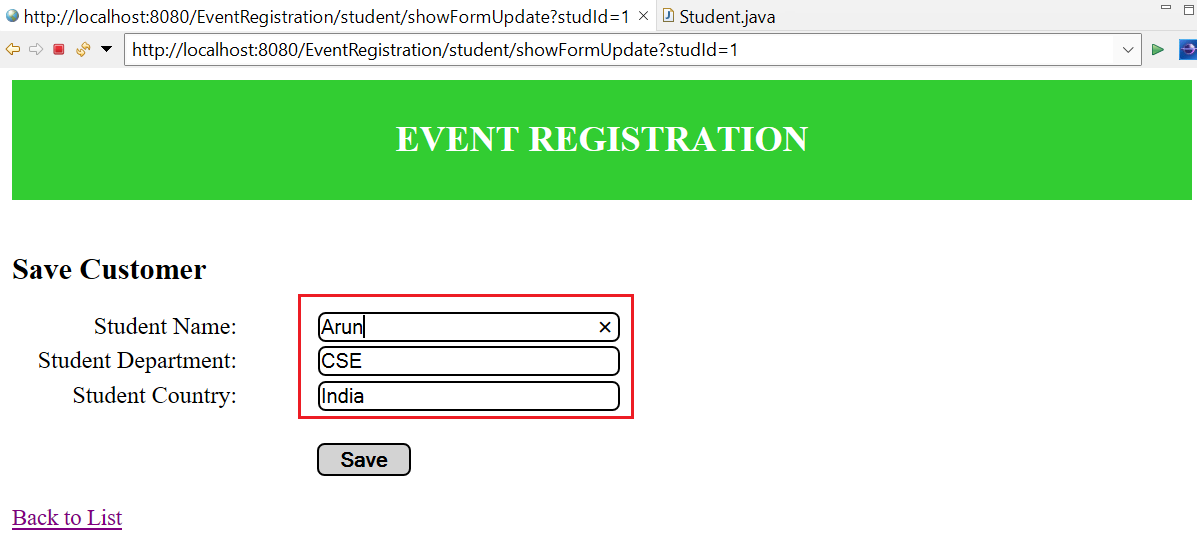 http://localhost:8080/EventRegistration/student/showFormUpdate?studId=1 Student.java
http://localhost:8080/EventRegistration/student/showFormUpdate?studId=1
EVENT REGISTRATION
Save Customer
Student Name: Arun
Student Department: CSE
Student Country: India
Save
Back to List